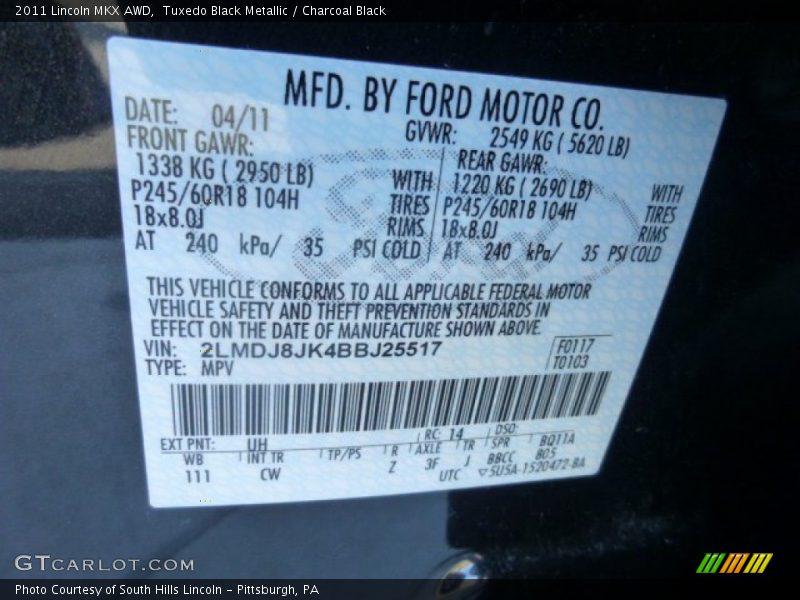 2011 Lincoln MKX AWD, Tuxedo Black Metallic / Charcoal Black
MFD. BY FORD MOTOR CO.
DATE: 04/11 GVWR: 2549 KG ( 5620 LB)
FRONT GAWR: REAR GAWR:
1338 KG ( 2950 LB) WITH 1220 KG ( 2690 LB) WITH
P245/60R18 104H TIRES P245/60R18 104H TIRES
18x8.0J RIMS 18x8.0J RIMS
AT 240 kPa/ 35 PSI COLD AT 240 kPa/ 35 PSI COLD
THIS VEHICLE CONFORMS TO ALL APPLICABLE FEDERAL MOTOR
VEHICLE SAFETY AND THEFT PREVENTION STANDARDS IN
EFFECT ON THE DATE OF MANUFACTURE SHOWN ABOVE.
VIN: 2LMDJ8JK4BBJ25517 F0117
TYPE: MPV T0103
EXT PNT: UH RC: 14 DSO:
WB INT TR TP/PS R AXLE TR SPR BQ11A
111 CW Z 3F J BBCC B05
UTC ▽5U5A-1520472-BA
GTCARLOT.COM
Photo Courtesy of South Hills Lincoln - Pittsburgh, PA